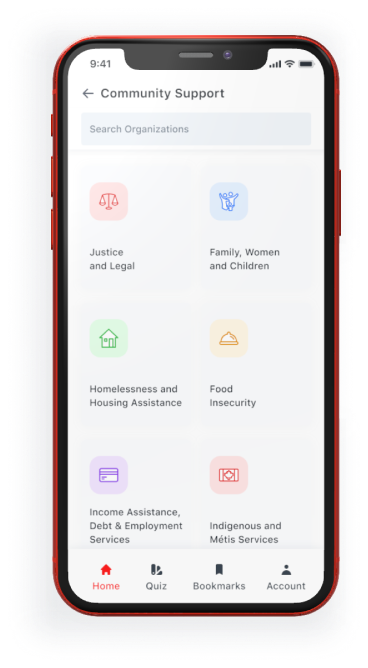 9:41
Community Support
Search Organizations
Justice
and Legal
Family, Women
and Children
Homelessness and
Housing Assistance
Food
Insecurity
Income Assistance,
Debt & Employment
Services
Indigenous and
Métis Services
Home
Quiz
Bookmarks
Account